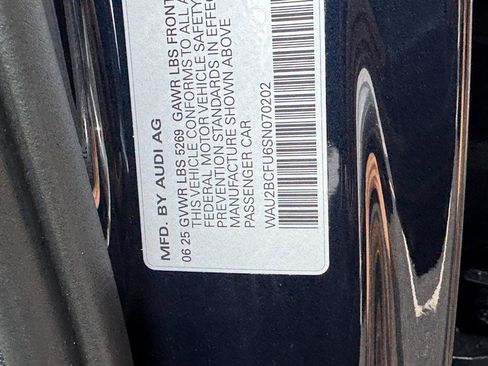 MFD. BY AUDI AG
06 25 GVWR LBS 5269 GAWR LBS FRONT
THIS VEHICLE CONFORMS TO ALL A
FEDERAL MOTOR VEHICLE SAFETY
PREVENTION STANDARDS IN EFFE
MANUFACTURE SHOWN ABOVE
PASSENGER CAR
WAU2BCFU6SN070202